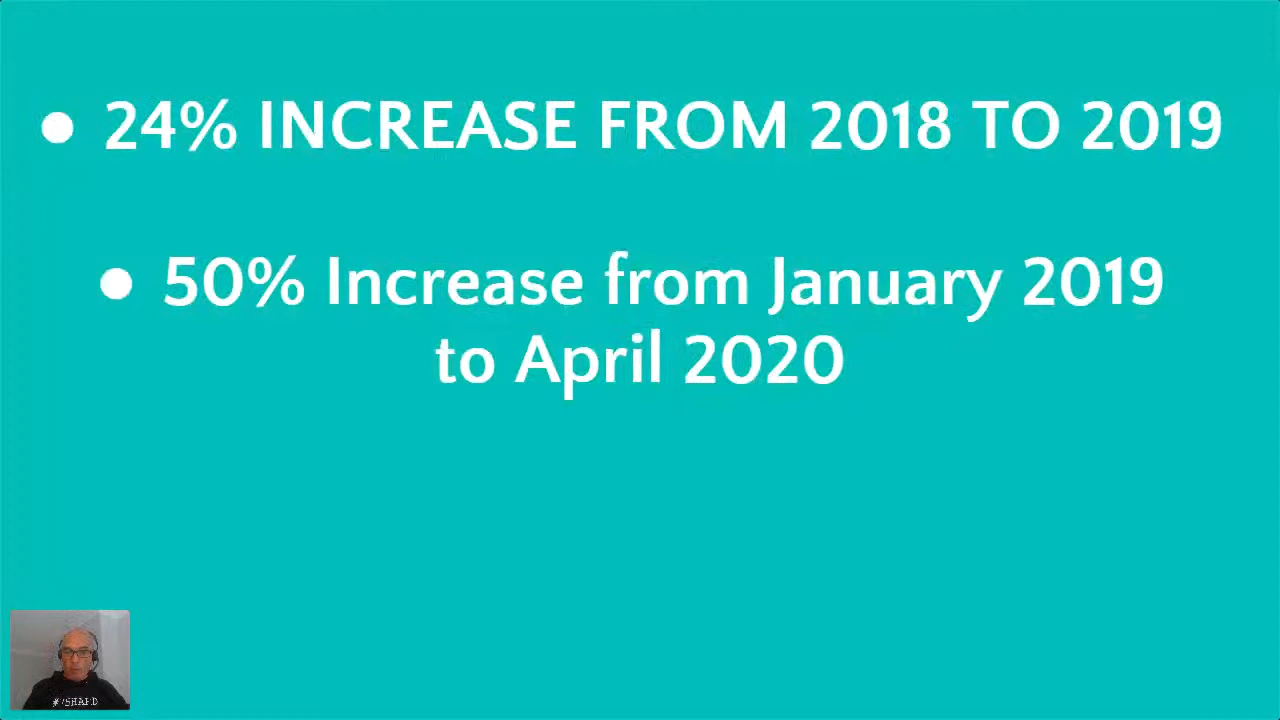 • 24% INCREASE FROM 2018 TO 2019
• 50% Increase from January 2019
to April 2020